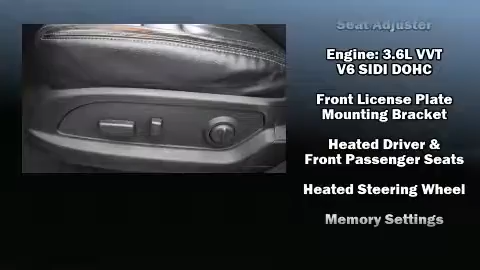 Seat Adjuster
Engine: 3.6L VVT
V6 SIDI DOHC
Front License Plate
Mounting Bracket
Heated Driver &
Front Passenger Seats
Heated Steering Wheel
Memory Settings